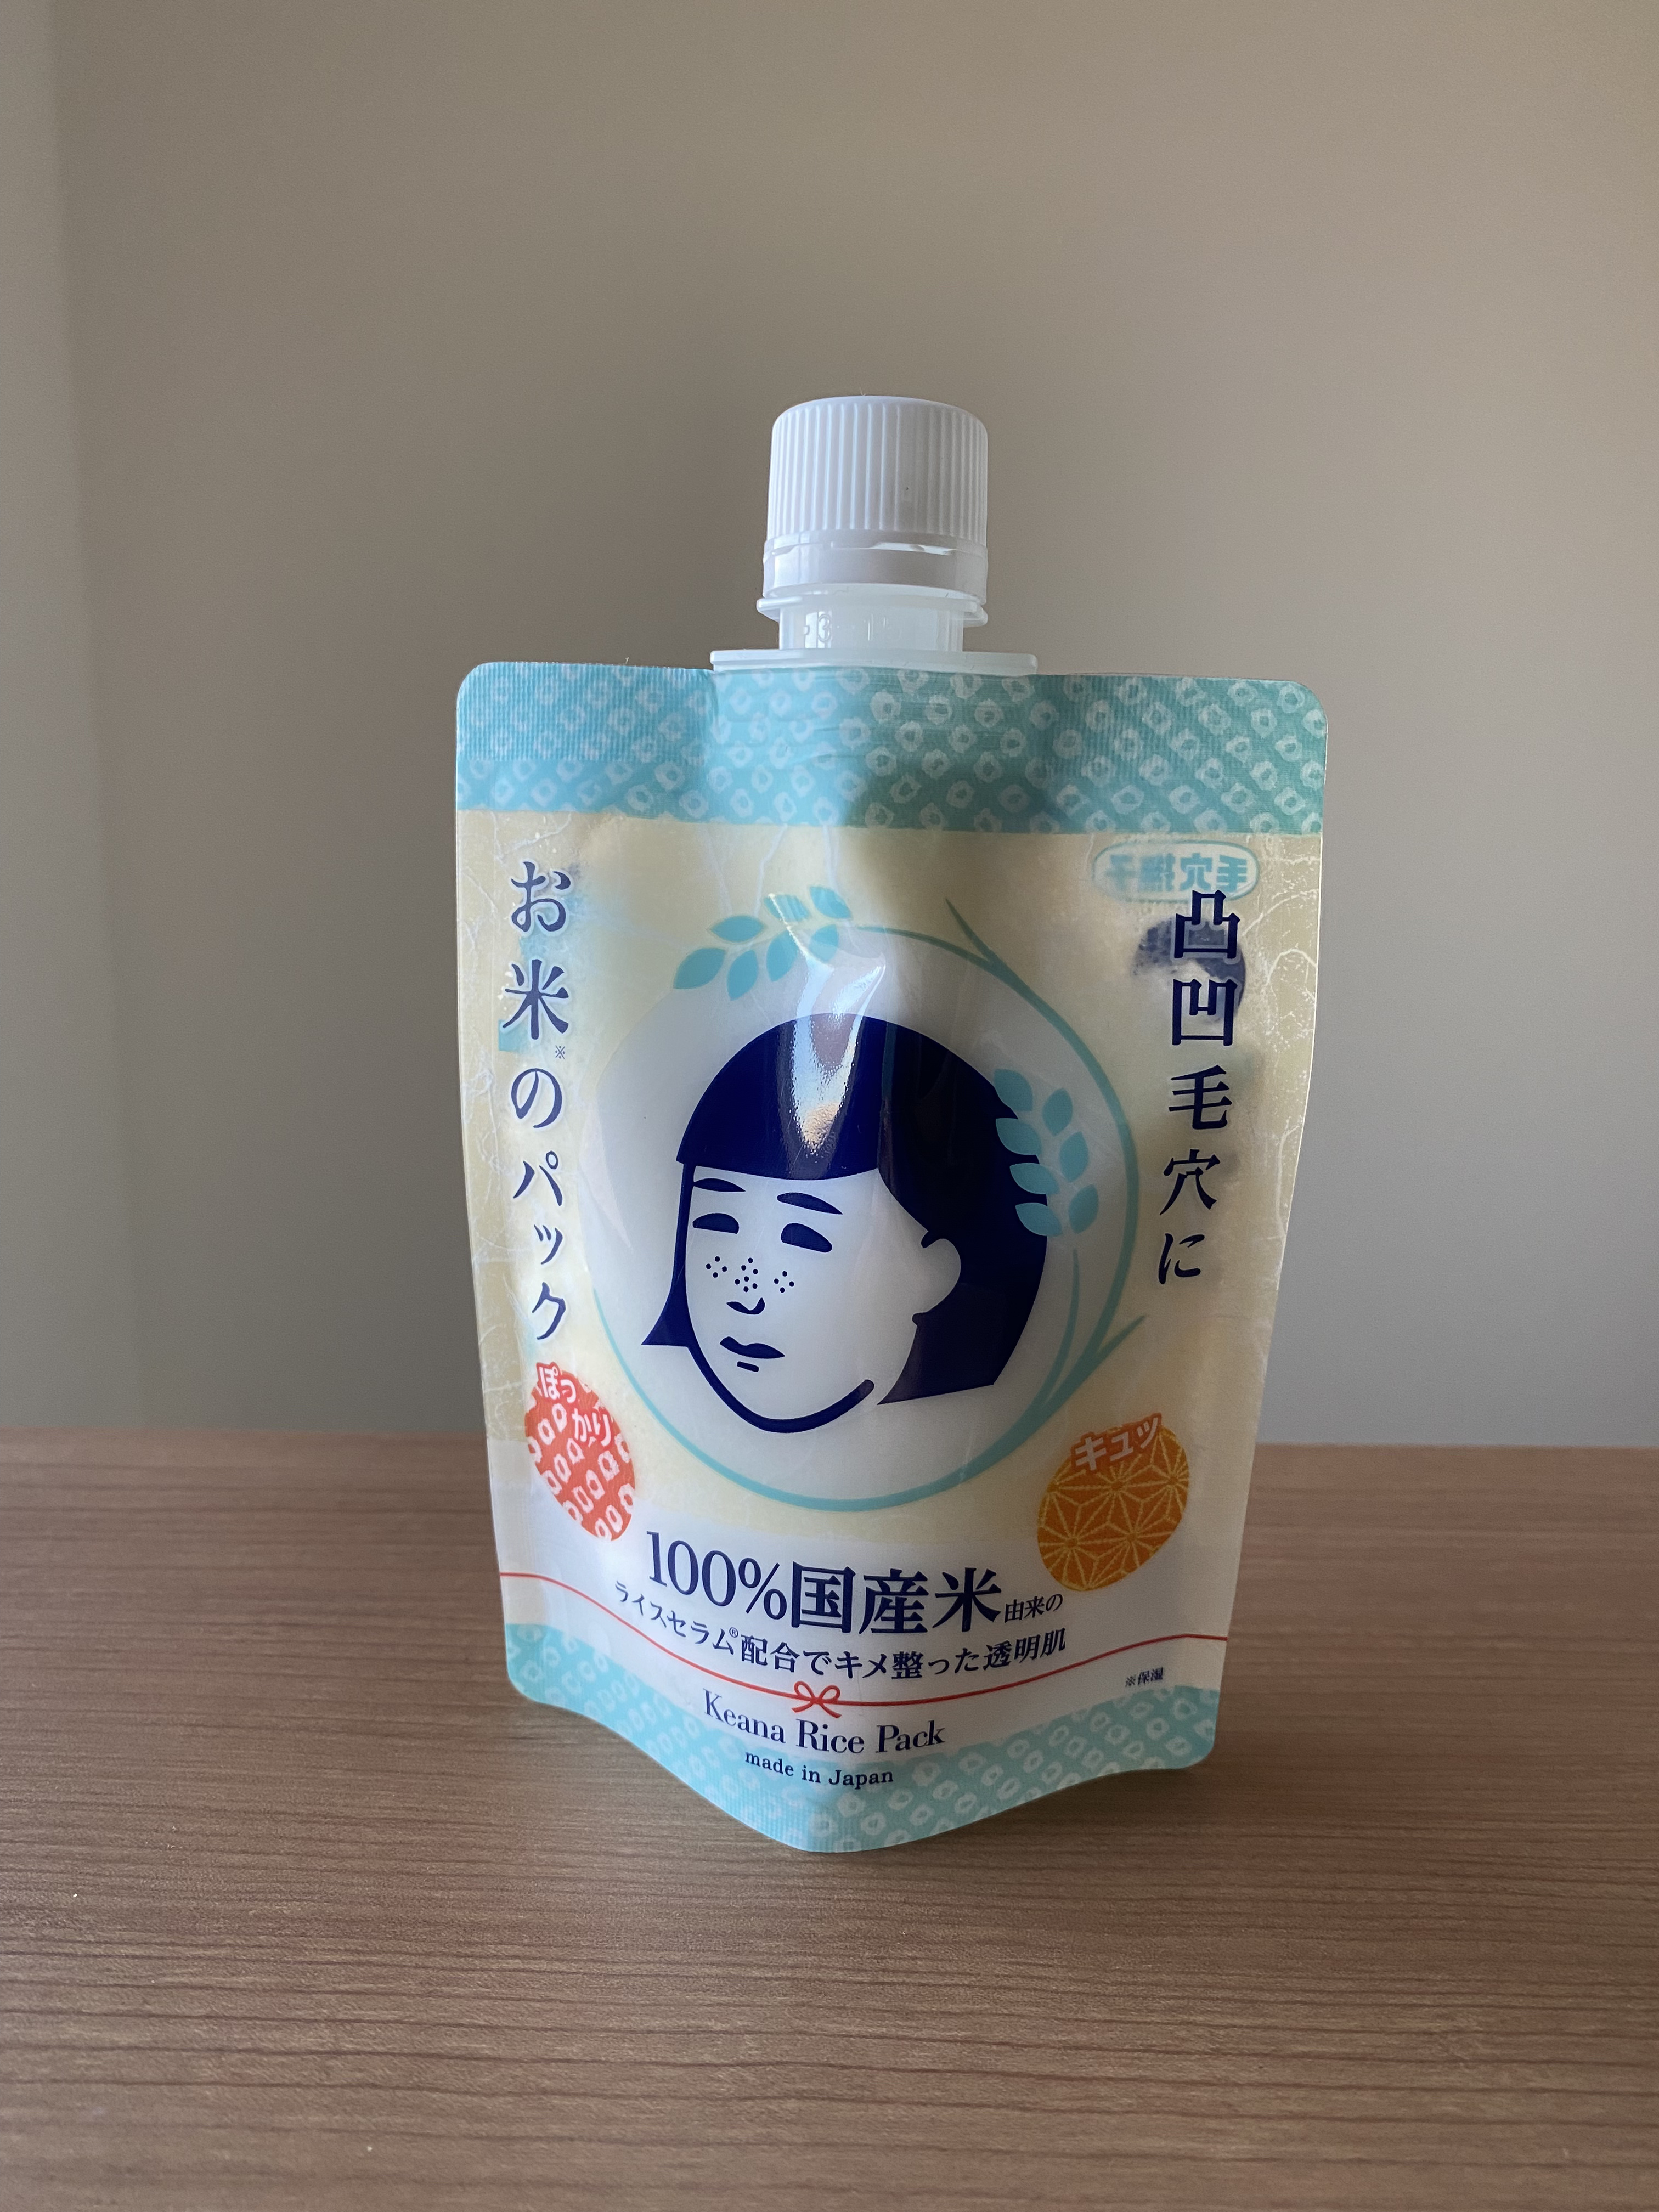 凸凹毛穴に
お米※のパック
毛穴撫子
ぽっかり
キュッ
100%国産米由来の
ライスセラム®配合でキメ整った透明肌
※保湿
Keana Rice Pack
made in Japan